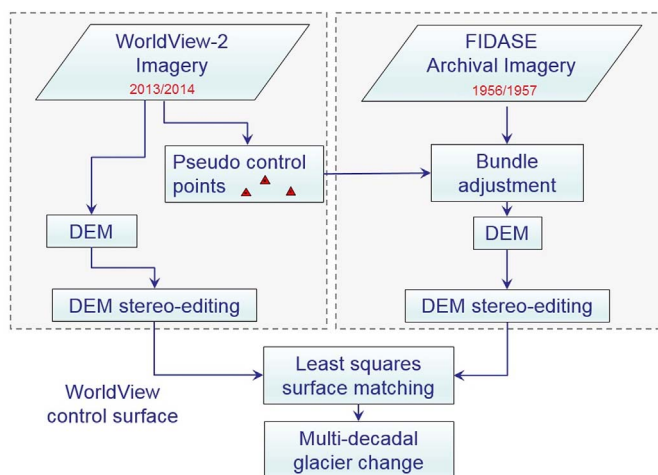 WorldView-2
Imagery
2013/2014
FIDASE
Archival Imagery
1956/1957
Pseudo control
points
Bundle
adjustment
DEM
DEM
DEM stereo-editing
DEM stereo-editing
WorldView
control surface
Least squares
surface matching
Multi-decadal
glacier change